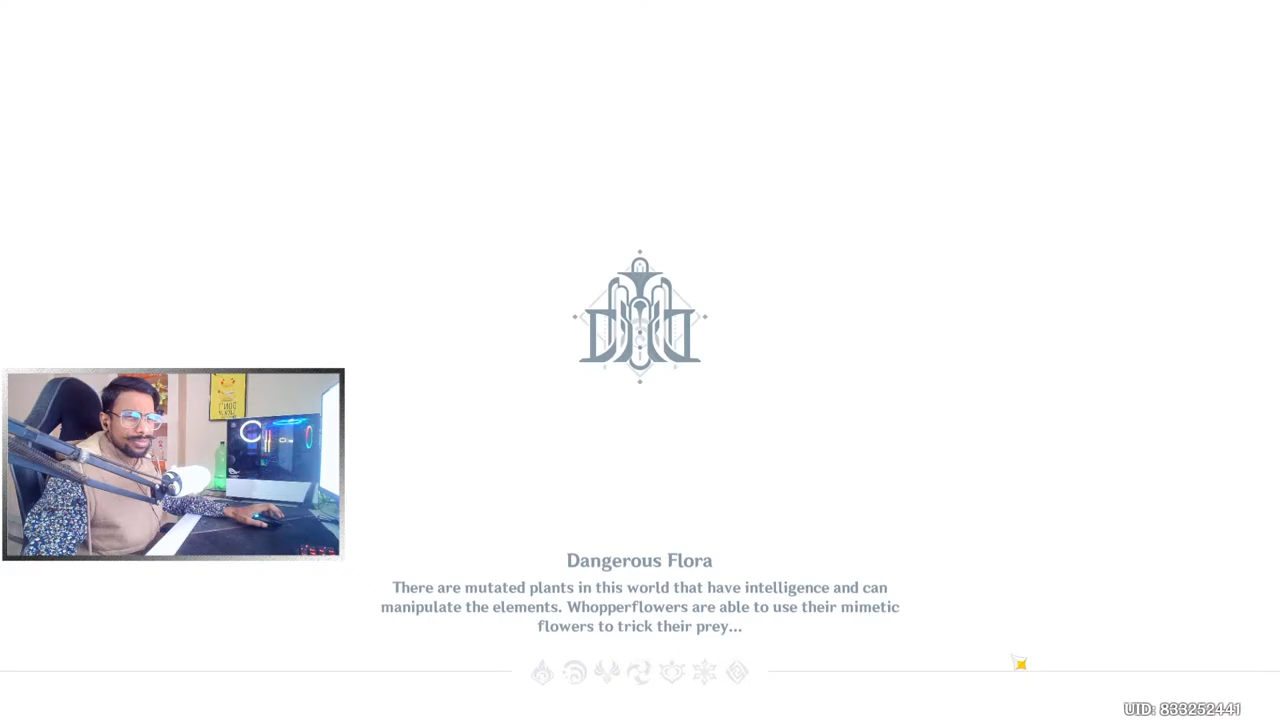 Dangerous Flora
There are mutated plants in this world that have intelligence and can
manipulate the elements. Whopperflowers are able to use their mimetic
flowers to trick their prey...
UID: 833252441